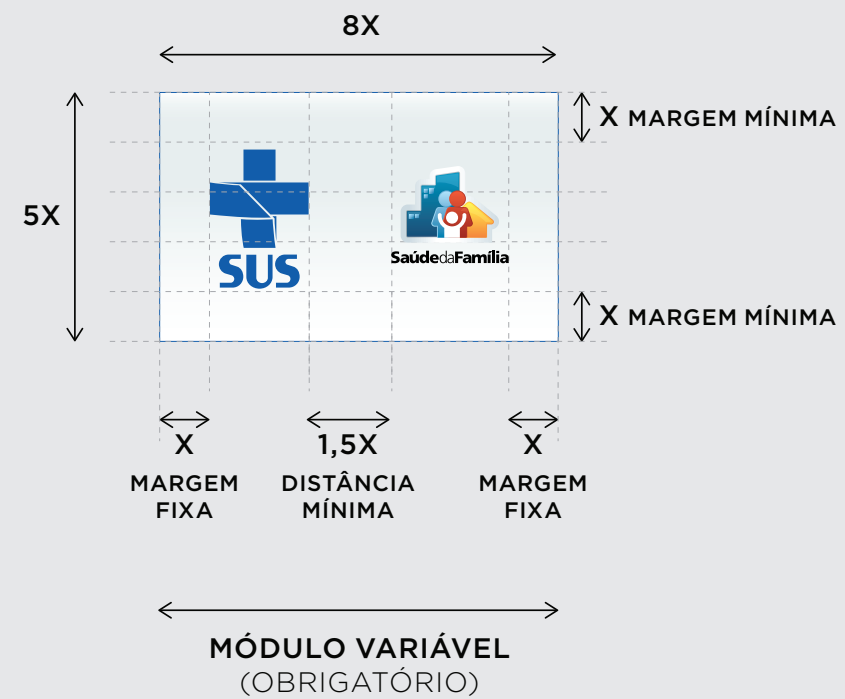 8X
X MARGEM MÍNIMA
5X
SUS
SaúdedaFamília
X MARGEM MÍNIMA
X
MARGEM
FIXA
1,5X
DISTÂNCIA
MÍNIMA
X
MARGEM
FIXA
MÓDULO VARIÁVEL
(OBRIGATÓRIO)